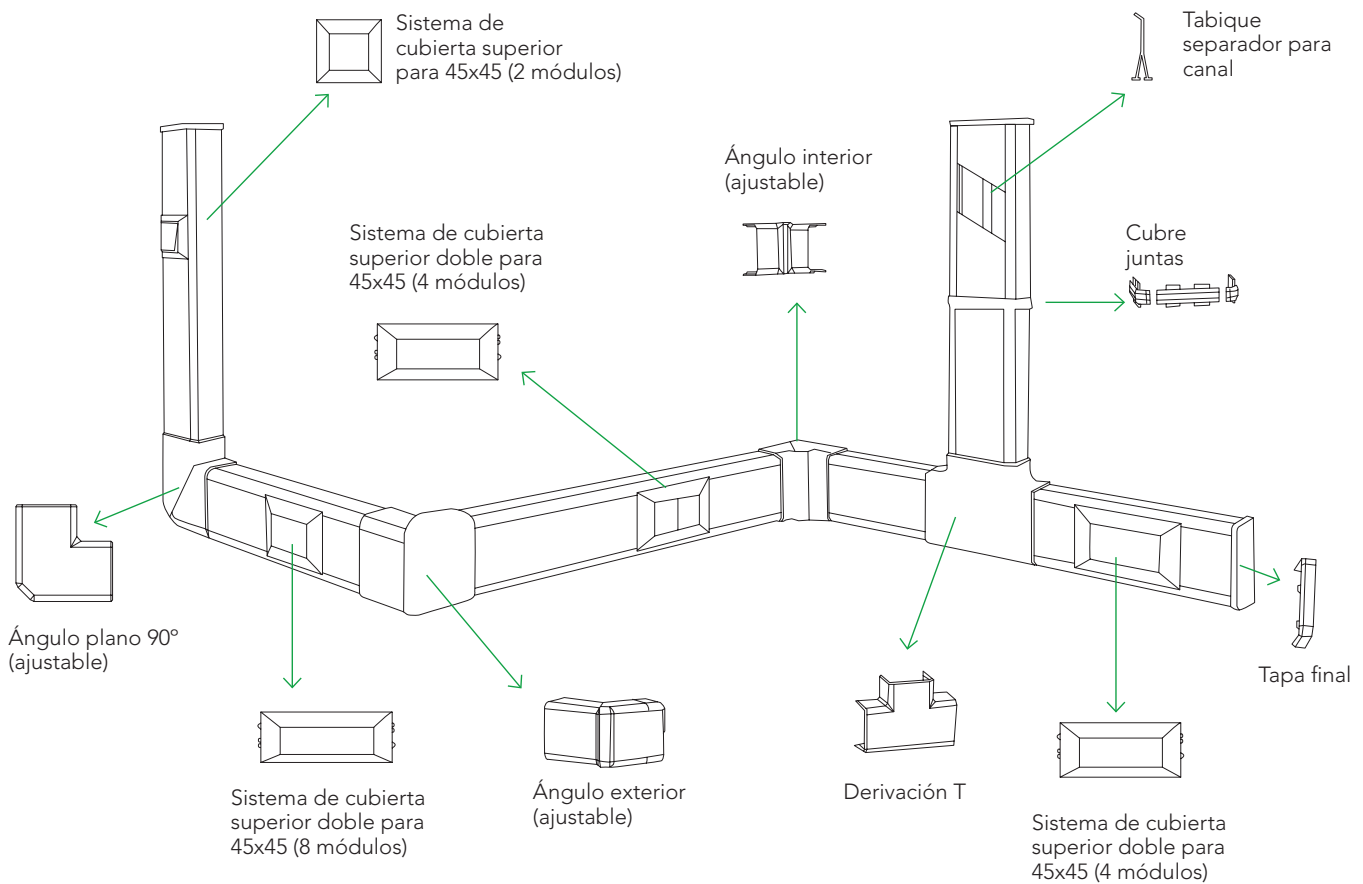 Sistema de
cubierta superior
para 45x45 (2 módulos)
Tabique
separador para
canal
Ángulo interior
(ajustable)
Sistema de cubierta
superior doble para
45x45 (4 módulos)
Cubre
juntas
Ángulo plano 90º
(ajustable)
Tapa final
Sistema de cubierta
superior doble para
45x45 (8 módulos)
Ángulo exterior
(ajustable)
Derivación T
Sistema de cubierta
superior doble para
45x45 (4 módulos)